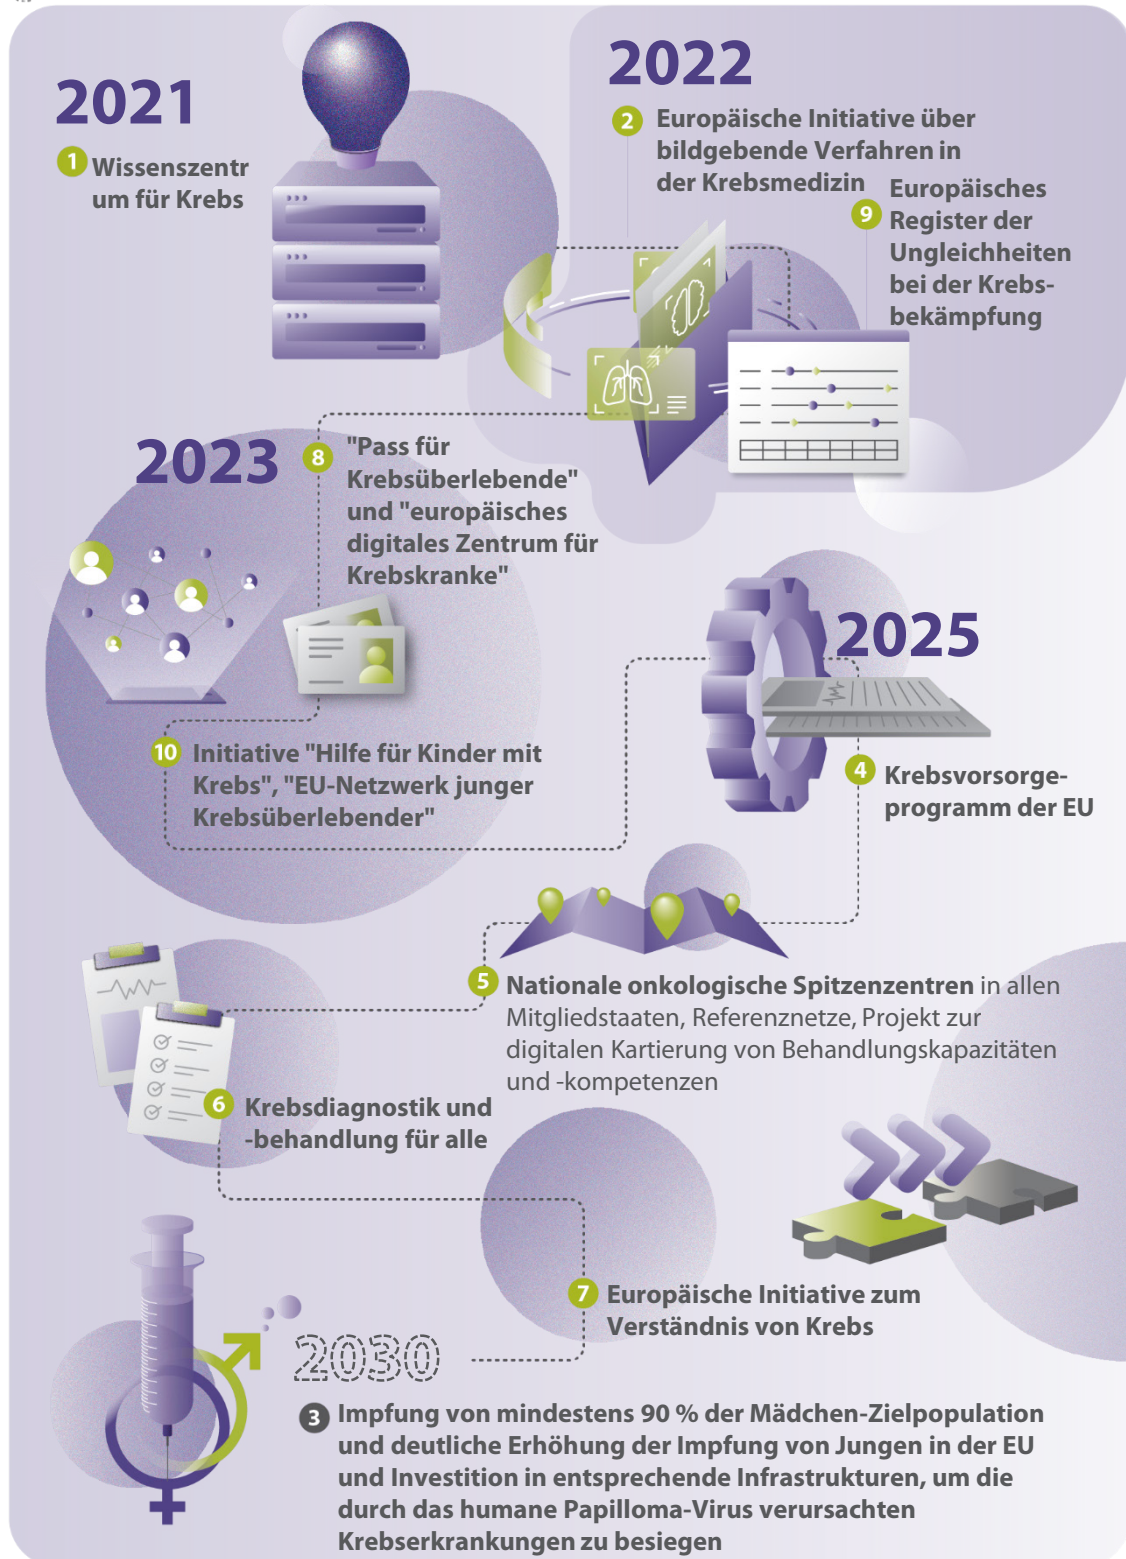 2021
1 Wissenszentr
um für Krebs
2022
2 Europäische Initiative über
bildgebende Verfahren in
der Krebsmedizin
9 Europäisches
Register der
Ungleichheiten
bei der Krebs-
bekämpfung
2023
8 "Pass für
Krebsüberlebende"
und "europäisches
digitales Zentrum für
Krebskranke"
10 Initiative "Hilfe für Kinder mit
Krebs", "EU-Netzwerk junger
Krebsüberlebender"
2025
4 Krebsvorsorge-
programm der EU
5 Nationale onkologische Spitzenzentren in allen
Mitgliedstaaten, Referenznetze, Projekt zur
digitalen Kartierung von Behandlungskapazitäten
und -kompetenzen
6 Krebsdiagnostik und
-behandlung für alle
7 Europäische Initiative zum
Verständnis von Krebs
2030
3 Impfung von mindestens 90 % der Mädchen-Zielpopulation
und deutliche Erhöhung der Impfung von Jungen in der EU
und Investition in entsprechende Infrastrukturen, um die
durch das humane Papilloma-Virus verursachten
Krebserkrankungen zu besiegen